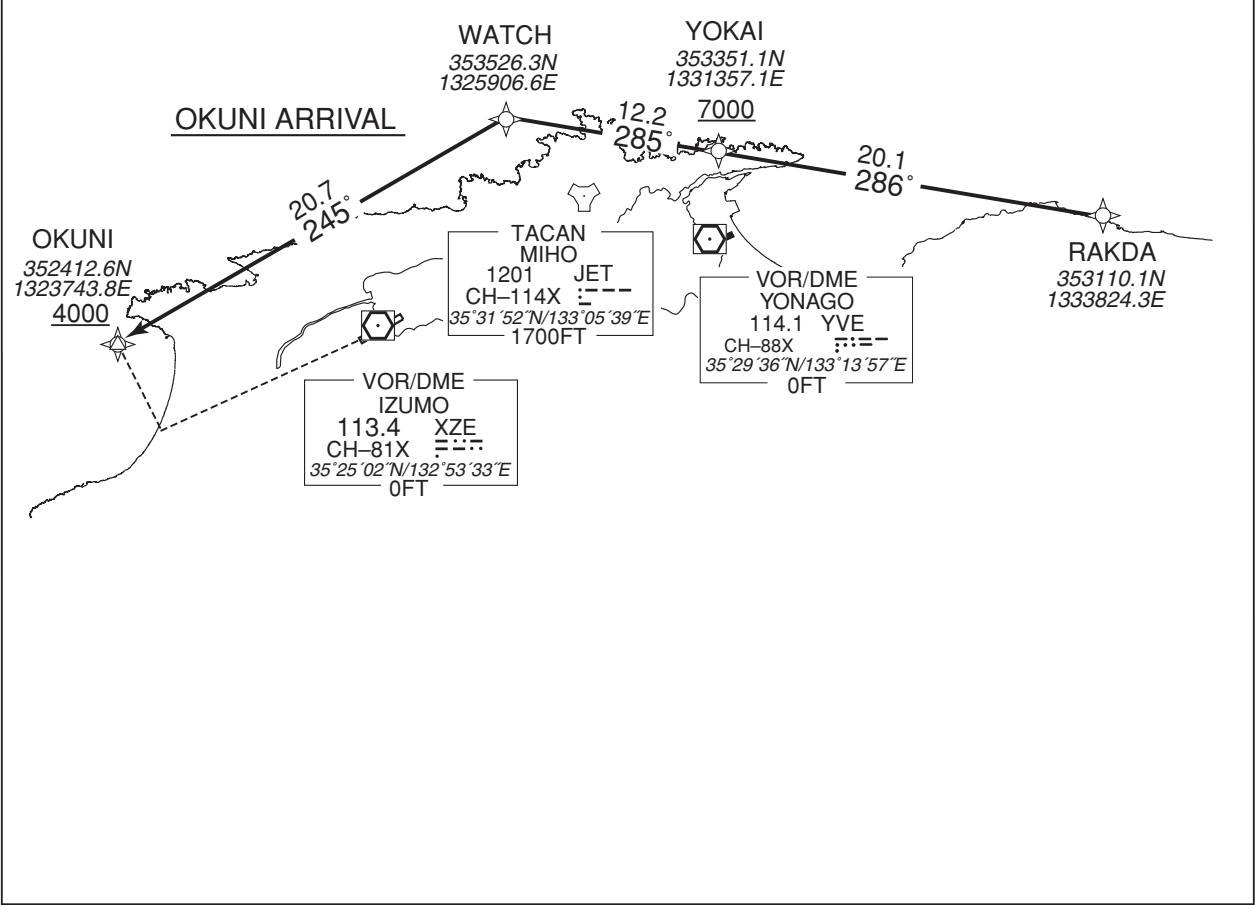 WATCH
353526.3N
1325906.6E
YOKAI
353351.1N
1331357.1E
7000
OKUNI ARRIVAL
12.2
285°
20.1
286°
20.7
245°
OKUNI
352412.6N
1323743.8E
4000
RAKDA
353110.1N
1333824.3E
TACAN
MIHO
1201 JET
CH–114X
35°31´52˝N/133°05´39˝E
1700FT
VOR/DME
YONAGO
114.1 YVE
CH–88X
35°29´36˝N/133°13´57˝E
0FT
VOR/DME
IZUMO
113.4 XZE
CH–81X
35°25´02˝N/132°53´33˝E
0FT